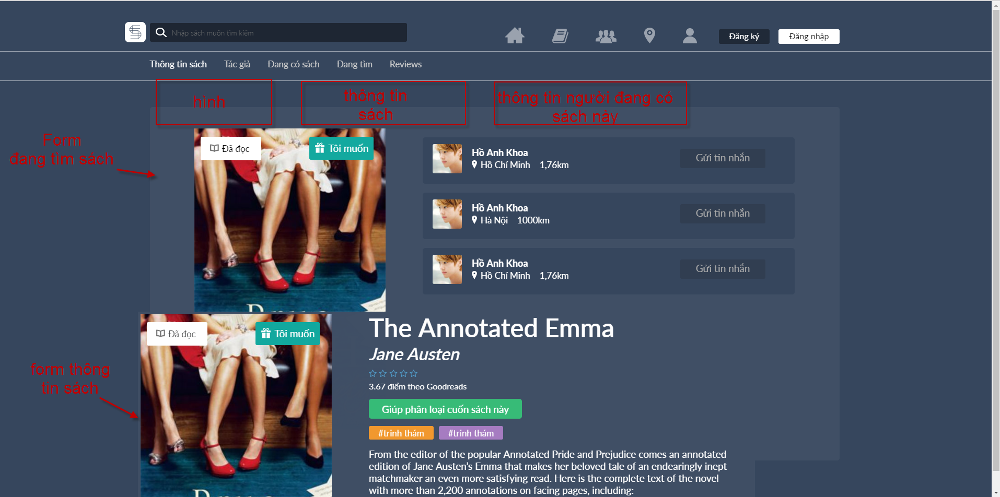 Nhập sách muốn tìm kiếm
Đăng ký
Đăng nhập
Thông tin sách
Tác giả
Đang có sách
Đang tìm
Reviews
hình
thông tin
sách
thông tin người đang có
sách này
Form
đang tìm sách
Đã đọc
Tôi muốn
Hồ Anh Khoa
Hồ Chí Minh 1,76km
Gửi tin nhắn
Hồ Anh Khoa
Hà Nội 1000km
Gửi tin nhắn
Hồ Anh Khoa
Hồ Chí Minh 1,76km
Gửi tin nhắn
form thông
tin sách
Đã đọc
Tôi muốn
The Annotated Emma
Jane Austen
3.67 điểm theo Goodreads
Giúp phân loại cuốn sách này
#trinh thám
#trinh thám
From the editor of the popular Annotated Pride and Prejudice comes an annotated
edition of Jane Austen’s Emma that makes her beloved tale of an endearingly inept
matchmaker an even more satisfying read. Here is the complete text of the novel
with more than 2,200 annotations on facing pages, including: